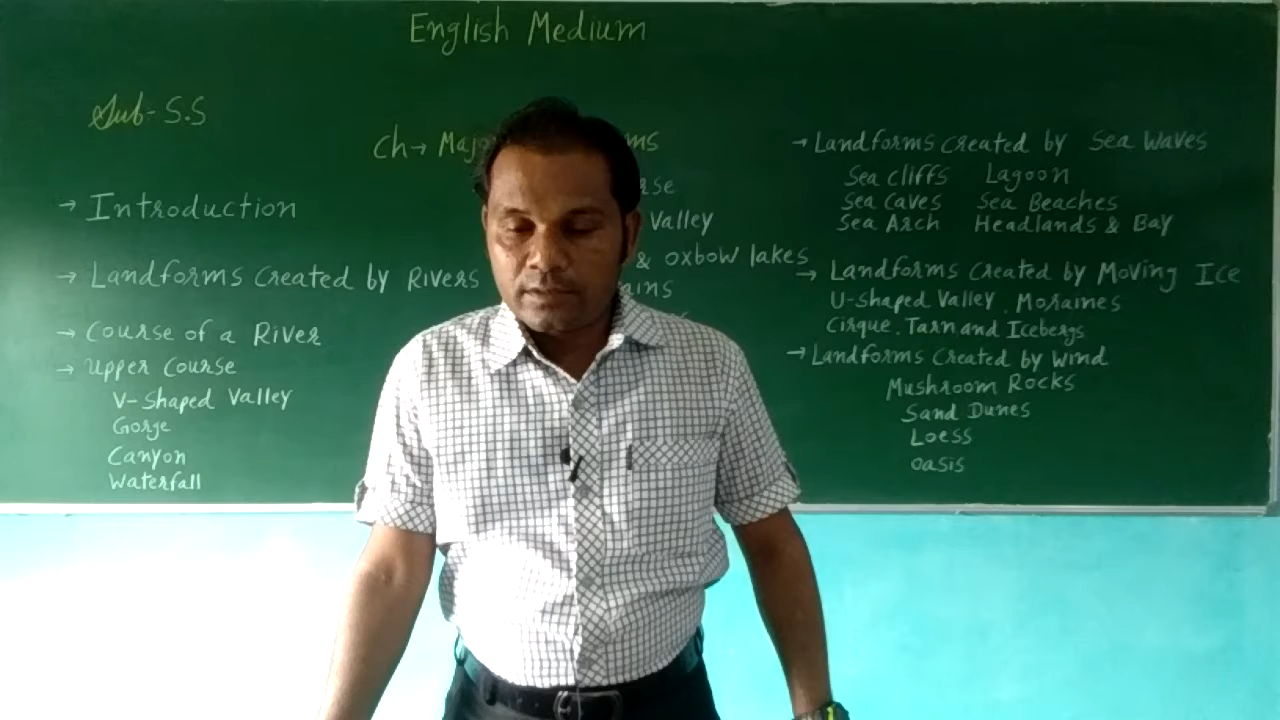 English Medium
Sub- S.S
Ch→
→ Introduction
→ Landforms Created by Rivers
→ Course of a River
→ Upper Course
V-Shaped Valley
Gorge
Canyon
Waterfall
Valley
& oxbow lakes
→ Landforms Created by Sea Waves
Sea Cliffs Lagoon
Sea Caves Sea Beaches
Sea Arch Headlands & Bay
→ Landforms Created by Moving Ice
U-Shaped Valley, Moraines
Cirque, Tarn and Icebergs
→ Landforms Created by Wind
Mushroom Rocks
Sand Dunes
Loess
Oasis